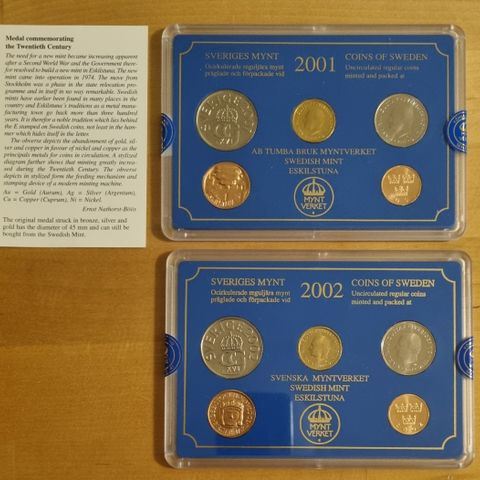 Medal commemorating
the Twentieth Century
The need for a new mint became increasing apparent
after a Second World War and the Government there-
for resolved to build a new mint in Eskilstuna. The new
mint came into operation in 1974. The move from
Stockholm was a phase in the state relocation pro-
gramme and in itself is no way remarkable. Swedish
mints have earlier been found in many places in the
country and Eskilstuna's traditions as a metal manu-
facturing town go back more than three hundred
years. It is therefor a noble tradition which lies behind
the E stamped on Swedish coins, not least in the ham-
mer which hides itself in the letter.
The obverse depicts the abandonment of gold, sil-
ver and copper in favour of nickel and copper as the
principals metals for coins in circulation. A stylized
diagram further shows that minting greatly increa-
sed during the Twentieth Century. The obverse
depicts in stylized form the feeding mechanism and
stamping device of a modern minting machine.
Au = Gold (Aurum), Ag = Silver (Argentum),
Cu = Copper (Cuprum), Ni = Nickel.
Ernst Nathorst-Böös
The original medal struck in bronze, silver and
gold has the diameter of 45 mm and can still be
bought from the Swedish Mint.
SVERIGES MYNT
Ocirkulerade reguljära mynt
präglade och förpackade vid
2001
COINS OF SWEDEN
Uncirculated regular coins
minted and packed at
AB TUMBA BRUK MYNTVERKET
SWEDISH MINT
ESKILSTUNA
MYNT
VERKET
SVERIGES MYNT
Ocirkulerade reguljära mynt
präglade och förpackade vid
2002
COINS OF SWEDEN
Uncirculated regular coins
minted and packed at
SVERIGE 2002
C
XVI
SVENSKA MYNTVERKET
SWEDISH MINT
ESKILSTUNA
MYNT
VERKET